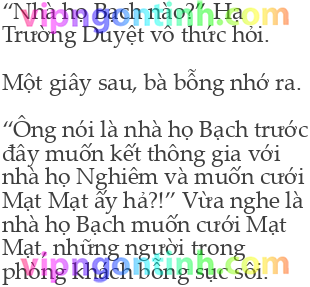 “Nhà họ Bạch nào?” Hạ
Trường Duyệt vô thức hỏi.
Một giây sau, bà bỗng nhớ ra.
“Ông nói là nhà họ Bạch trước
đây muốn kết thông gia với
nhà họ Nghiêm và muốn cưới
Mạt Mạt ấy hả?!” Vừa nghe là
nhà họ Bạch muốn cưới Mạt
Mạt, những người trong
phòng khách bỗng sục sôi.
vipngontinh.com
vipngontinh.com